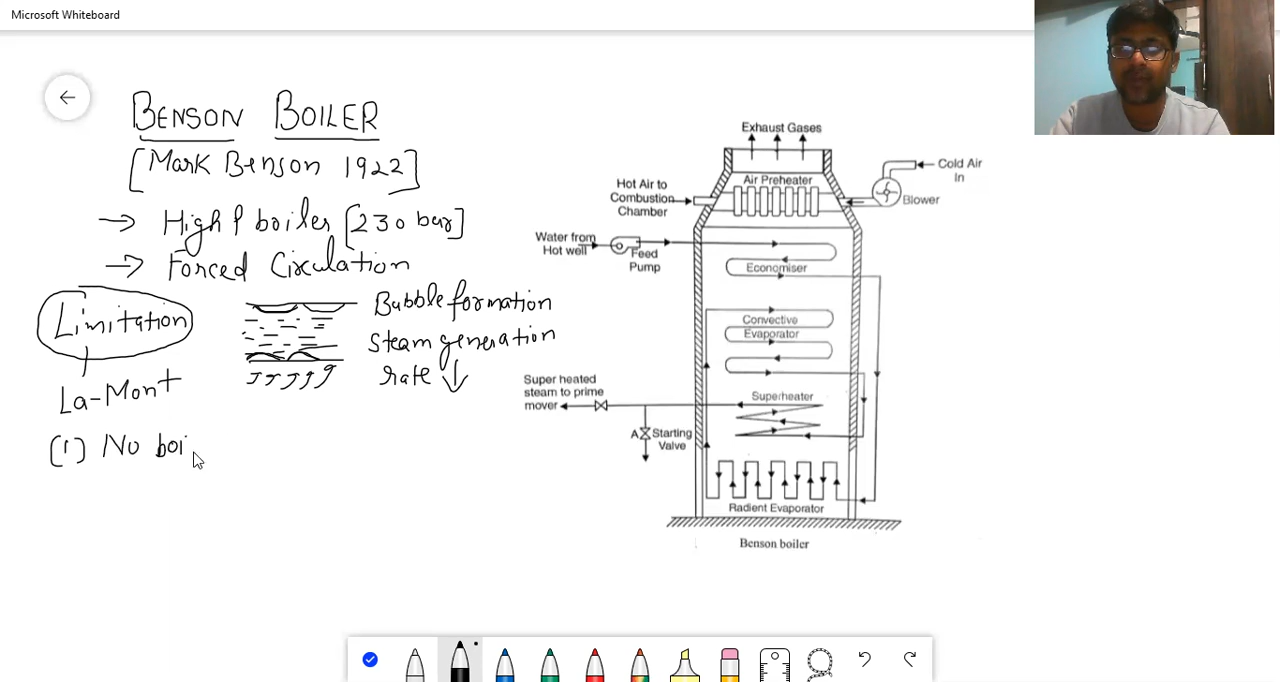 Microsoft Whiteboard
BENSON BOILER
[Mark Benson 1922]
→ High P boiler [230 bar]
→ Forced Circulation
Limitation
Bubble formation
Steam generation
rate ↓
La-Mont
(1) No boi
Exhaust Gases
Air Preheater
Cold Air
In
Blower
Hot Air to
Combustion
Chamber
Water from
Hot well
Feed
Pump
Economiser
Convective
Evaporator
Super heated
steam to prime
mover
Superheater
A Starting
Valve
Radient Evaporator
Benson boiler